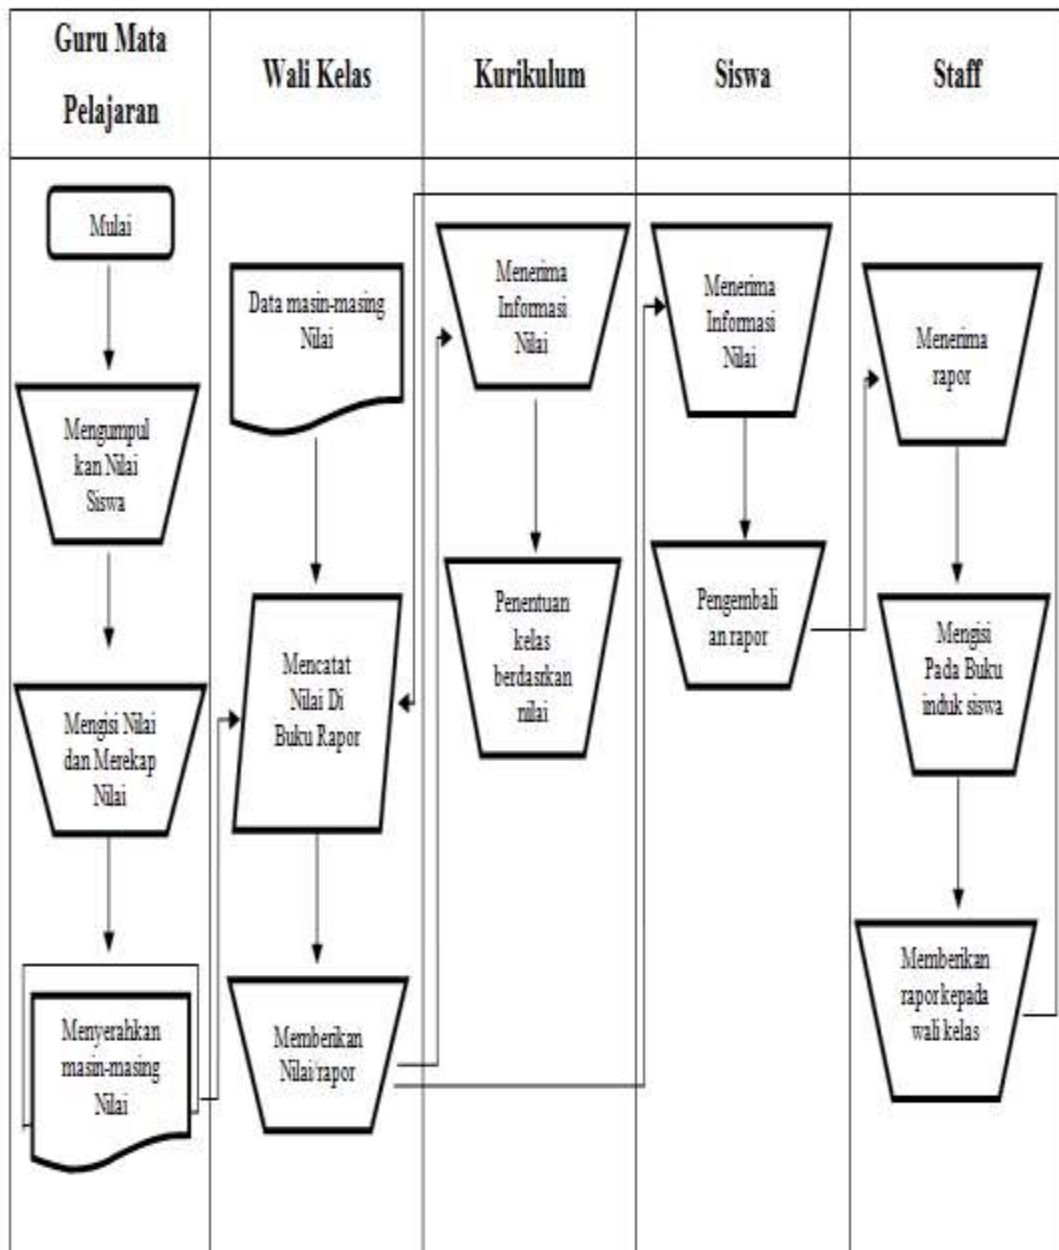 Guru Mata
Pelajaran
Wali Kelas
Kurikulum
Siswa
Staff
Mulai
Mengumpul
kan Nilai
Siswa
Mengisi Nilai
dan Merekap
Nilai
Menyerahkan
masin-masing
Nilai
Data masin-masing
Nilai
Mencatat
Nilai Di
Buku Rapor
Memberikan
Nilai/rapor
Menerima
Informasi
Nilai
Penentuan
kelas
berdasrkan
nilai
Menerima
Informasi
Nilai
Pengembali
an rapor
Menerima
rapor
Mengisi
Pada Buku
induk siswa
Memberikan
rapor kepada
wali kelas